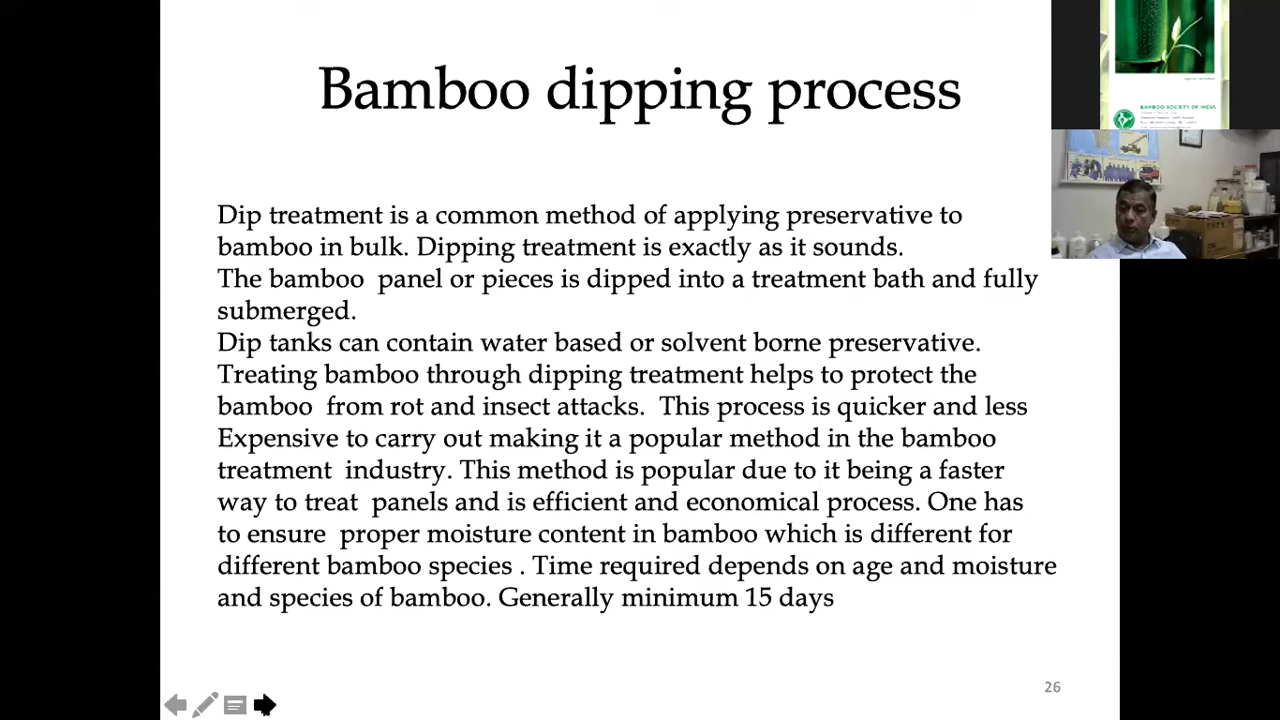 Bamboo dipping process
Dip treatment is a common method of applying preservative to
bamboo in bulk. Dipping treatment is exactly as it sounds.
The bamboo panel or pieces is dipped into a treatment bath and fully
submerged.
Dip tanks can contain water based or solvent borne preservative.
Treating bamboo through dipping treatment helps to protect the
bamboo from rot and insect attacks. This process is quicker and less
Expensive to carry out making it a popular method in the bamboo
treatment industry. This method is popular due to it being a faster
way to treat panels and is efficient and economical process. One has
to ensure proper moisture content in bamboo which is different for
different bamboo species . Time required depends on age and moisture
and species of bamboo. Generally minimum 15 days
26
BAMBOO SOCIETY OF INDIA